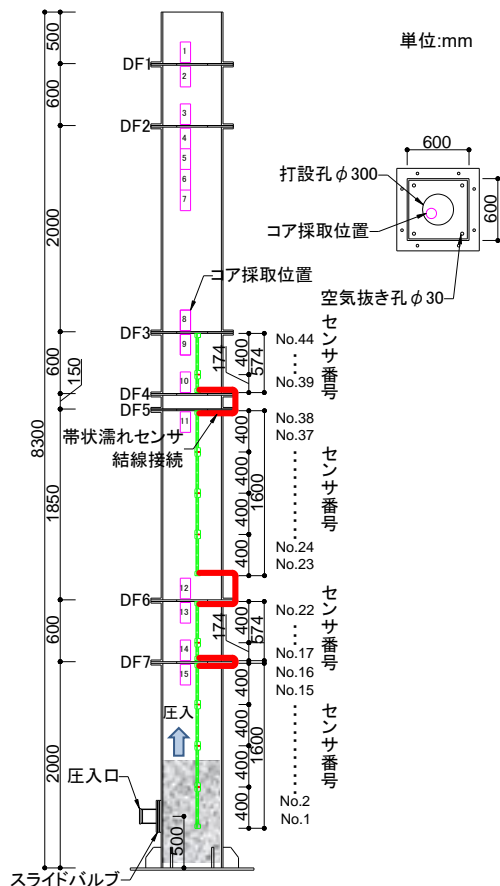 単位:mm
500
DF1
600
DF2
2000
DF3
600
150
DF4
DF5
8300
1850
DF6
600
DF7
2000
1
2
3
4
5
6
7
8
9
10
11
12
13
14
15
コア採取位置
帯状濡れセンサ
結線接続
圧入
圧入口
スライドバルブ
500
600
600
打設孔φ300
コア採取位置
空気抜き孔φ30
174
400
574
No.44
No.39
センサ番号
400
400
400
400
1600
No.38
No.37
No.24
No.23
センサ番号
174
400
574
No.22
No.17
センサ番号
400
400
400
400
1600
No.16
No.15
No.2
No.1
センサ番号